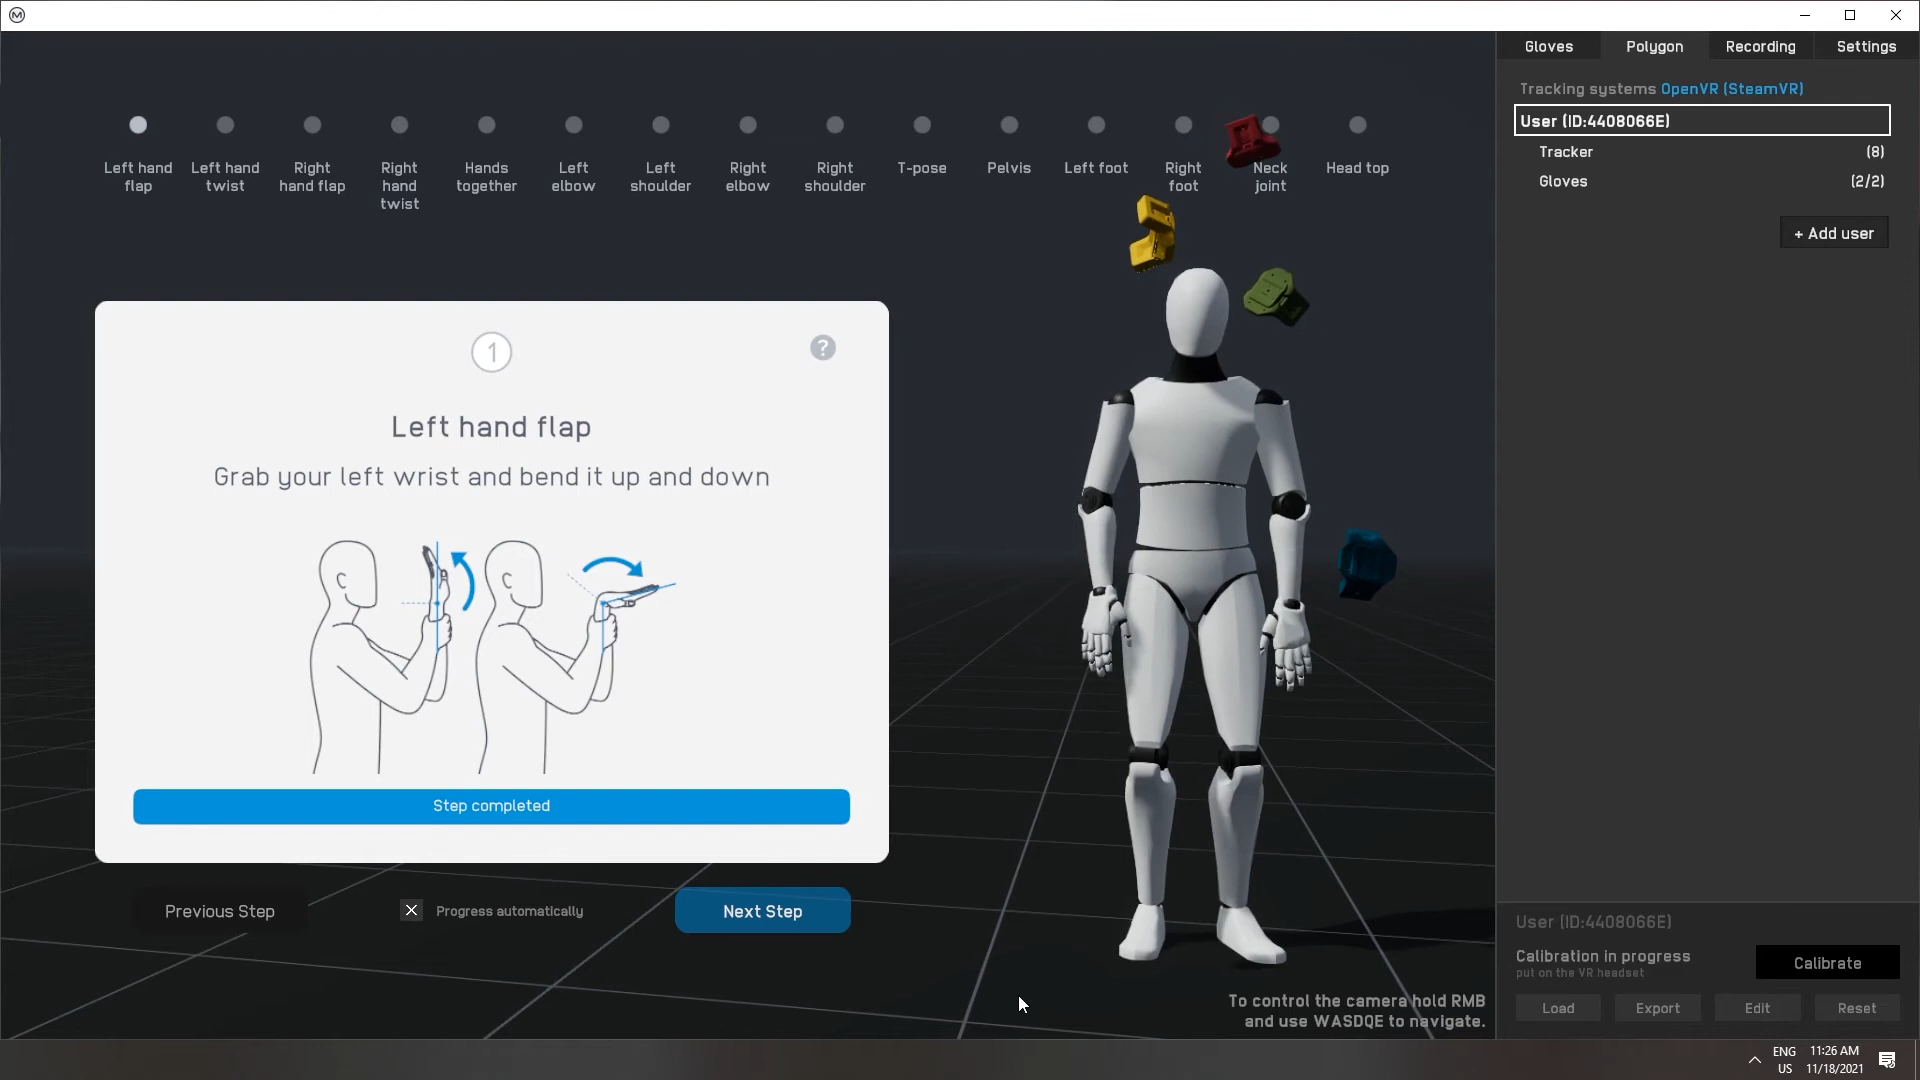 Gloves
Polygon
Recording
Settings
Tracking systems OpenVR (SteamVR)
User (ID:4408066E)
Tracker (8)
Gloves (2/2)
+ Add user
Left hand
flap
Left hand
twist
Right
hand flap
Right
hand
twist
Hands
together
Left
elbow
Left
shoulder
Right
elbow
Right
shoulder
T-pose
Pelvis
Left foot
Right
foot
Neck
joint
Head top
1
?
Left hand flap
Grab your left wrist and bend it up and down
Step completed
Previous Step
Progress automatically
Next Step
To control the camera hold RMB
and use WASDQE to navigate.
User (ID:4408066E)
Calibration in progress
put on the VR headset
Calibrate
Load
Export
Edit
Reset
ENG
US
11:26 AM
11/18/2021